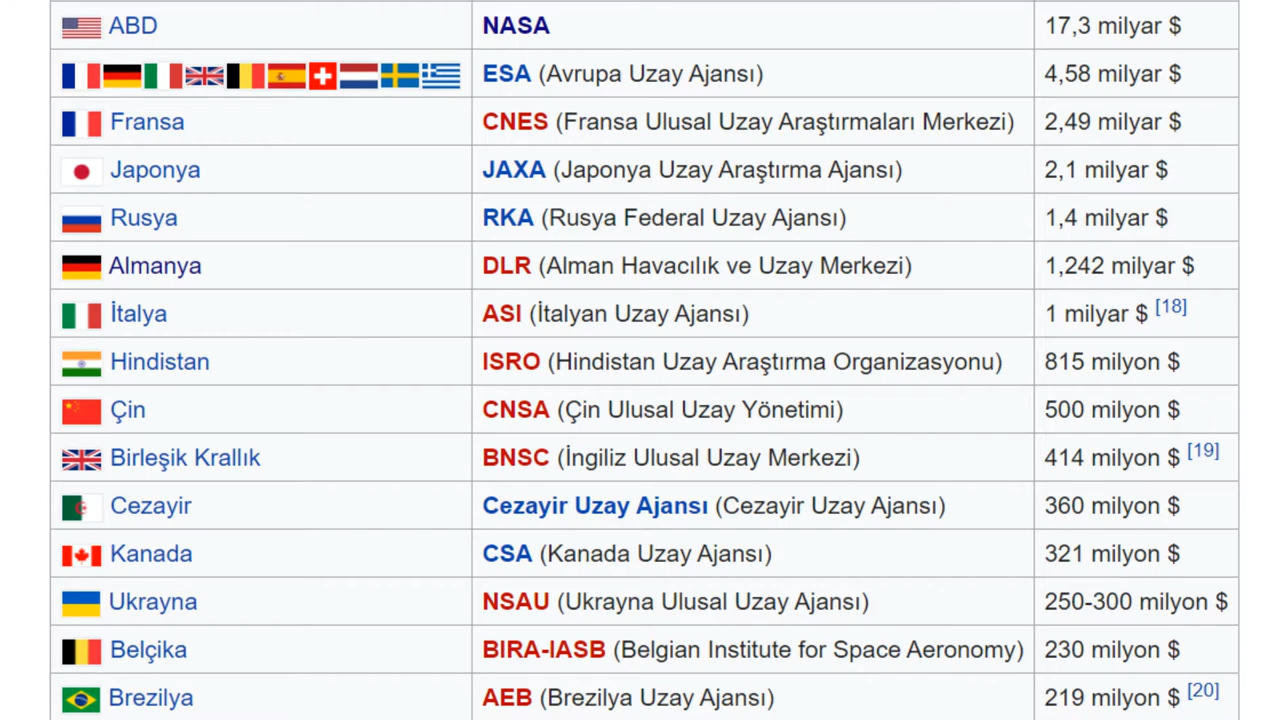 ABD NASA 17,3 milyar $
ESA (Avrupa Uzay Ajansı) 4,58 milyar $
Fransa CNES (Fransa Ulusal Uzay Araştırmaları Merkezi) 2,49 milyar $
Japonya JAXA (Japonya Uzay Araştırma Ajansı) 2,1 milyar $
Rusya RKA (Rusya Federal Uzay Ajansı) 1,4 milyar $
Almanya DLR (Alman Havacılık ve Uzay Merkezi) 1,242 milyar $
İtalya ASI (İtalyan Uzay Ajansı) 1 milyar $ [18]
Hindistan ISRO (Hindistan Uzay Araştırma Organizasyonu) 815 milyon $
Çin CNSA (Çin Ulusal Uzay Yönetimi) 500 milyon $
Birleşik Krallık BNSC (İngiliz Ulusal Uzay Merkezi) 414 milyon $ [19]
Cezayir Cezayir Uzay Ajansı (Cezayir Uzay Ajansı) 360 milyon $
Kanada CSA (Kanada Uzay Ajansı) 321 milyon $
Ukrayna NSAU (Ukrayna Ulusal Uzay Ajansı) 250-300 milyon $
Belçika BIRA-IASB (Belgian Institute for Space Aeronomy) 230 milyon $
Brezilya AEB (Brezilya Uzay Ajansı) 219 milyon $ [20]